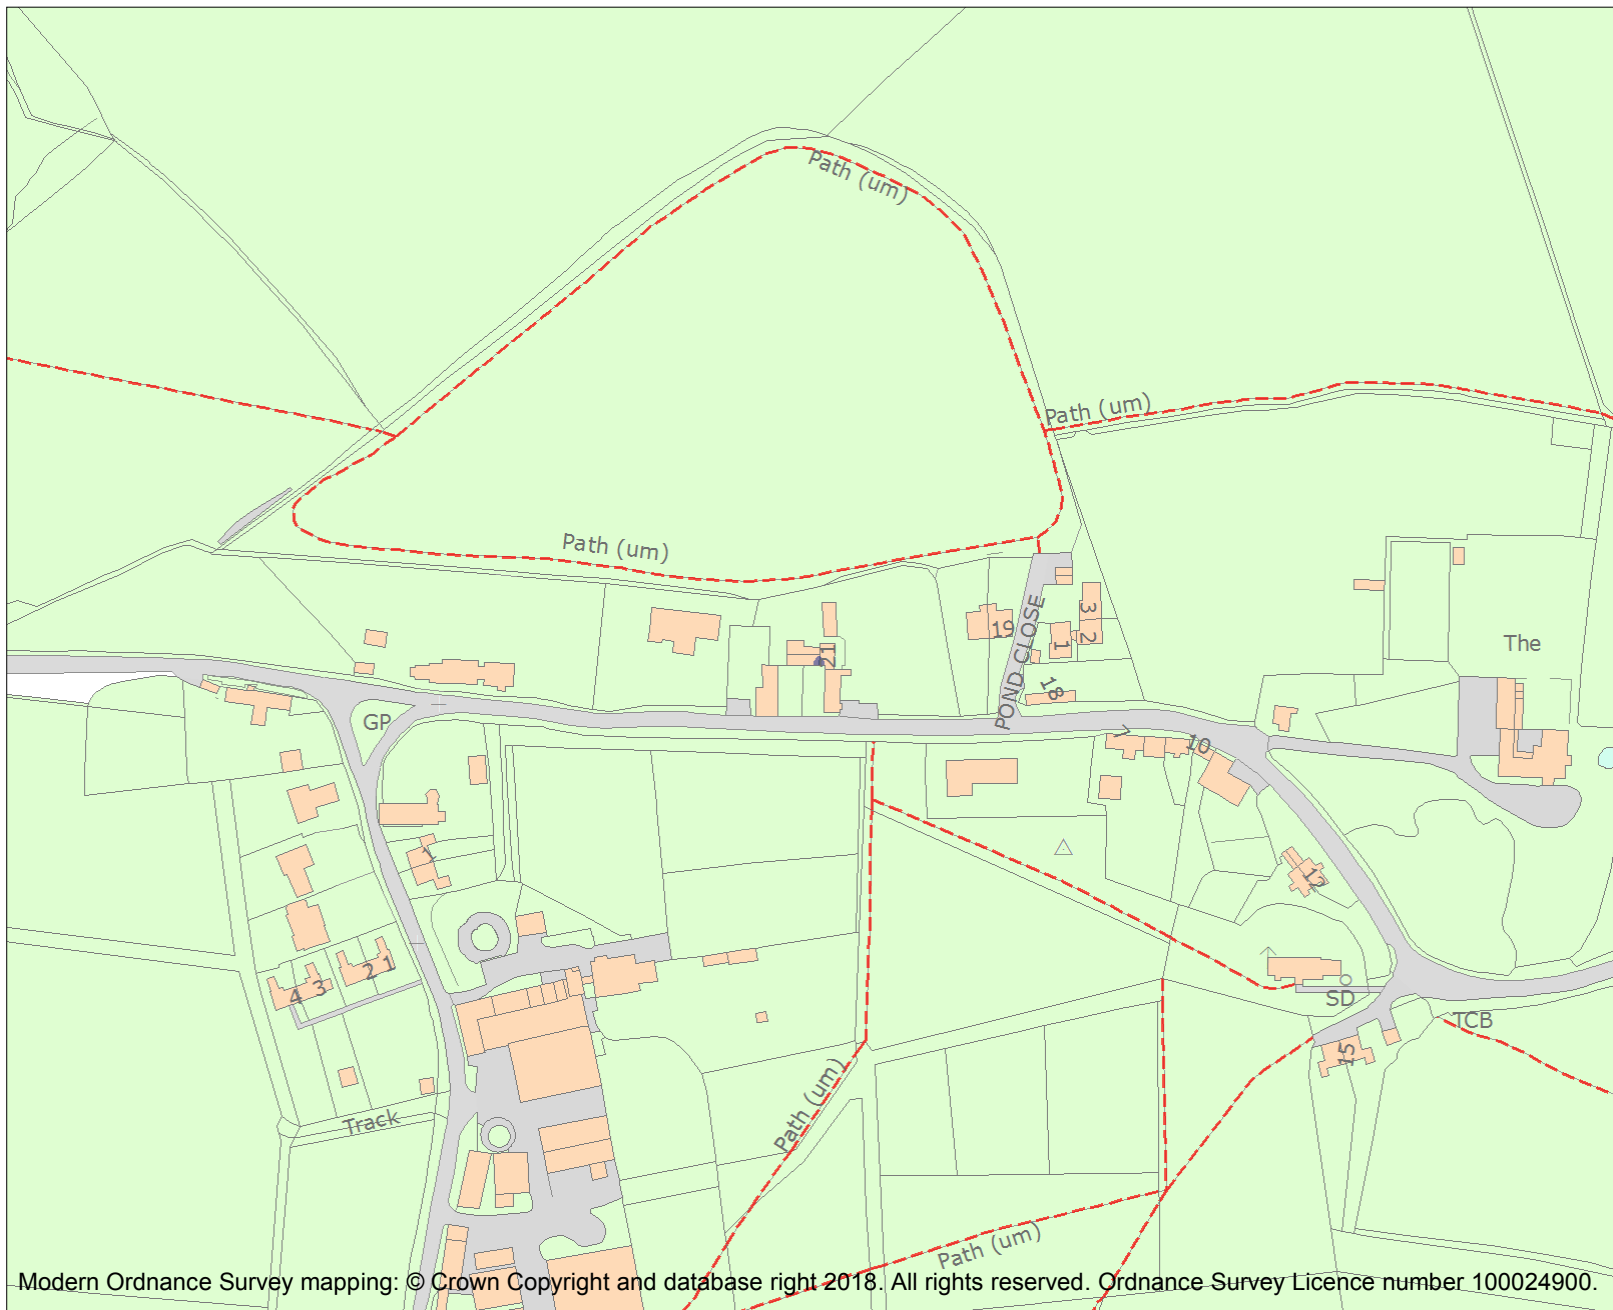 Path (um)
Path (um)
Path (um)
3
19
2
1
21
POND CLOSE
The
18
GP
7
10
1
12
2 1
4 3
SD
TCB
15
Path (um)
Track
Path (um)
Modern Ordnance Survey mapping: © Crown Copyright and database right 2018. All rights reserved. Ordnance Survey Licence number 100024900.